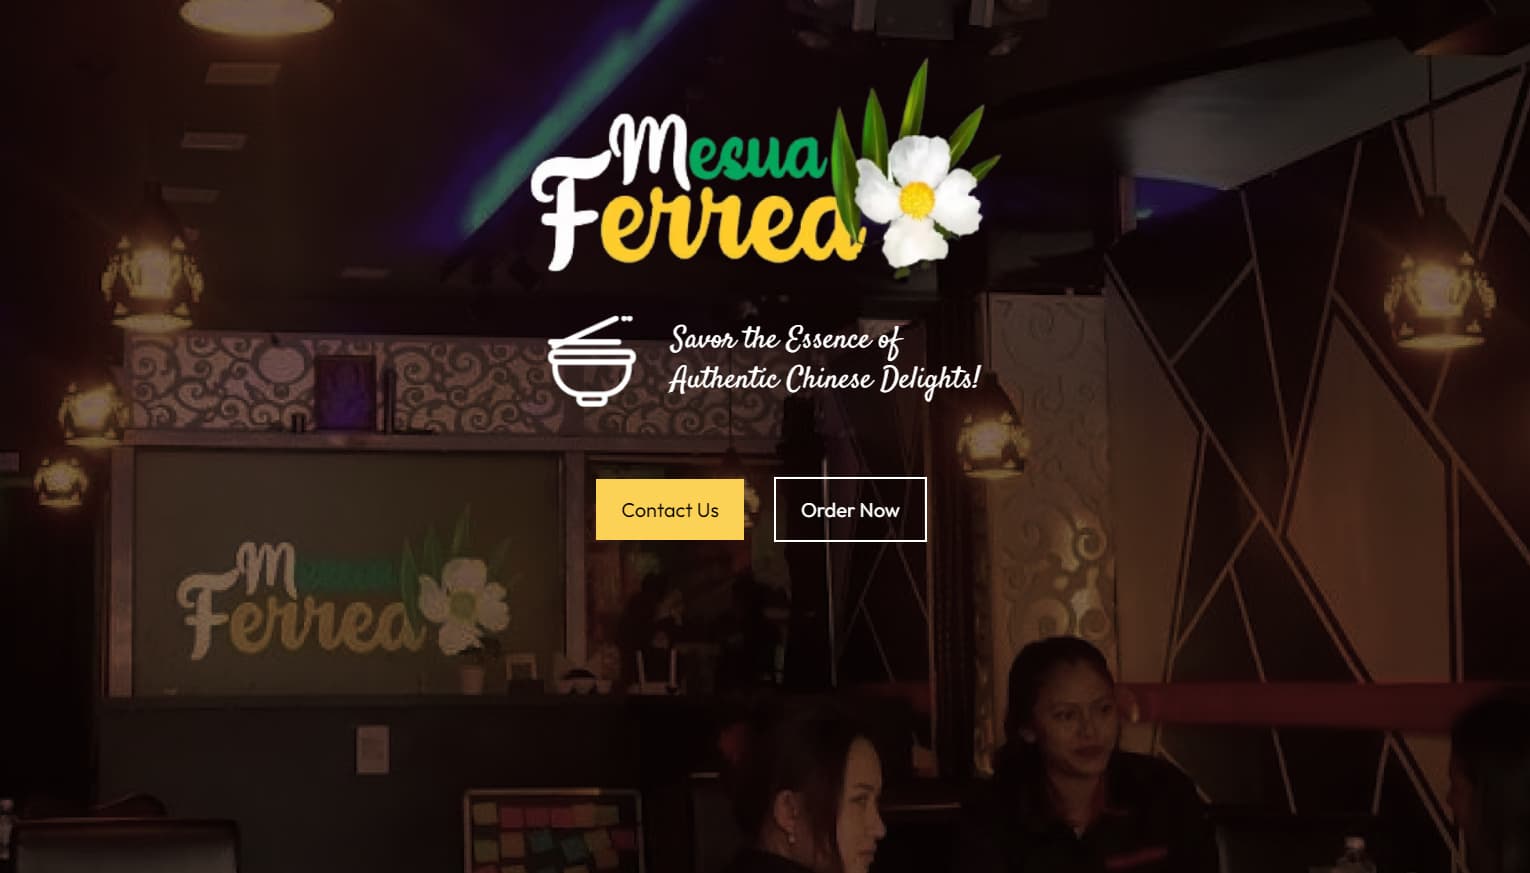 Mesua
Ferrea
Savor the Essence of
Authentic Chinese Delights!
Contact Us
Order Now
Mesua
Ferrea